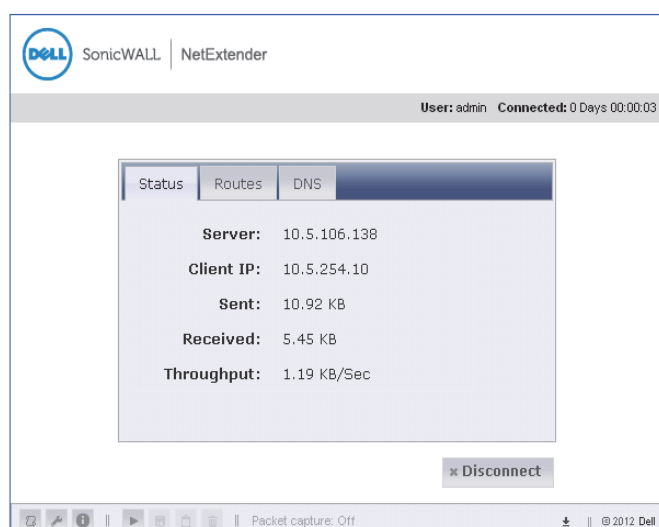 DELL SonicWALL | NetExtender
User: admin Connected: 0 Days 00:00:03
Status Routes DNS
Server: 10.5.106.138
Client IP: 10.5.254.10
Sent: 10.92 KB
Received: 5.45 KB
Throughput: 1.19 KB/Sec
× Disconnect
|| || Packet capture: Off || © 2012 Dell